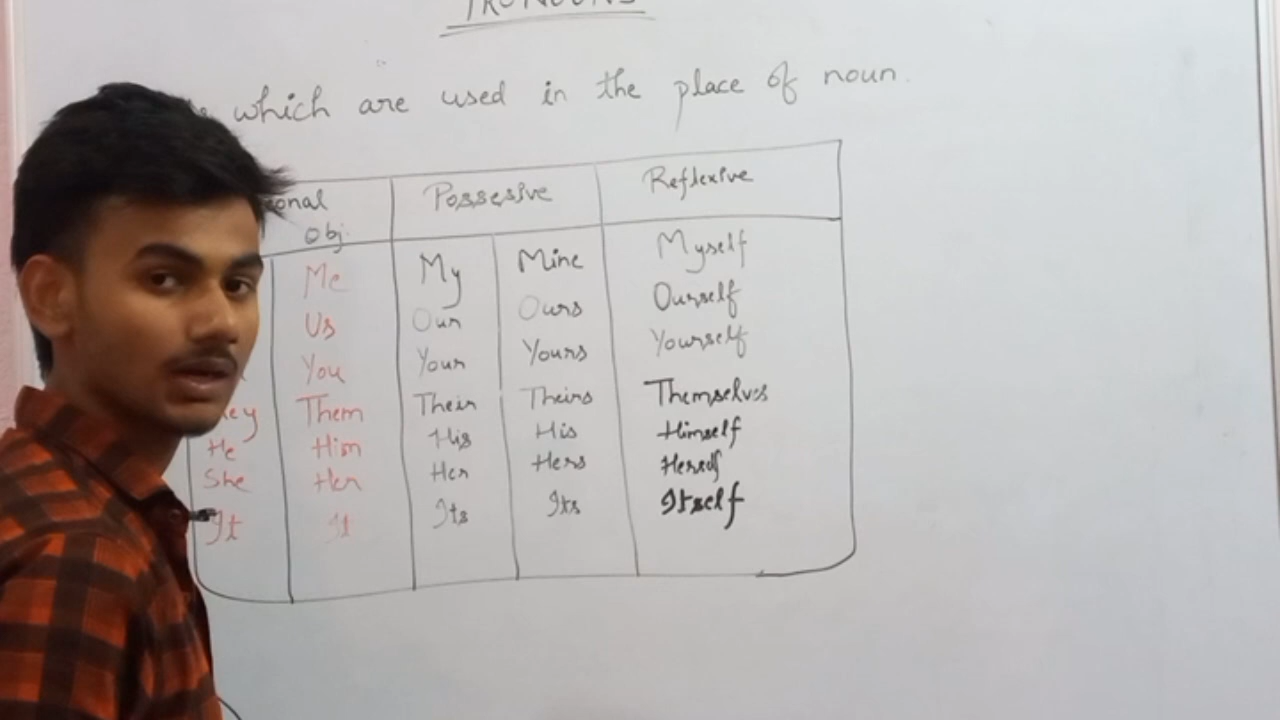 PRONOUNS
which are used in the place of noun.
Possesive Reflexive
Obj.
Me My Mine Myself
Us Our Ours Ourself
You Your Yours Yourself
Them Their Theirs Themselves
He Him His His Himself
She Her Her Hers Herself
It It Its Its Itself